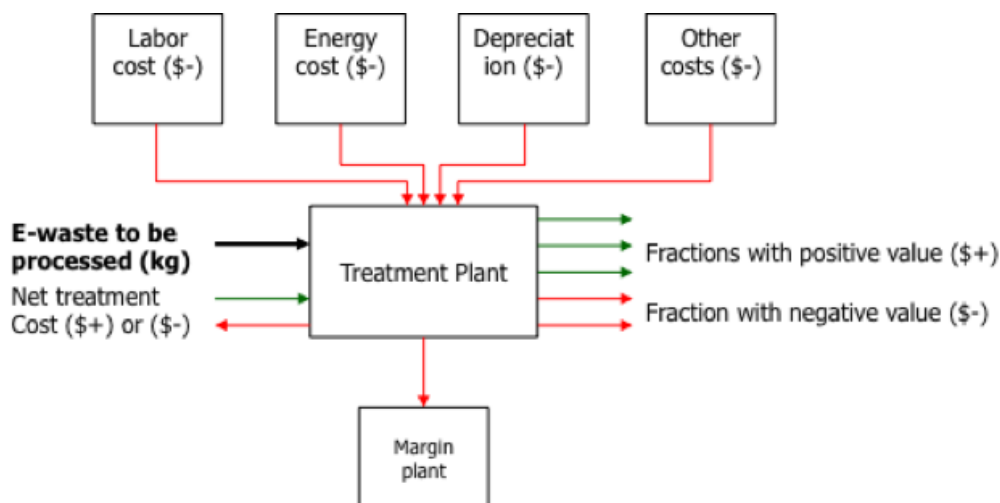 Labor
cost ($-)
Energy
cost ($-)
Depreciat
ion ($-)
Other
costs ($-)
E-waste to be
processed (kg)
Net treatment
Cost ($+) or ($-)
Treatment Plant
Fractions with positive value ($+)
Fraction with negative value ($-)
Margin
plant